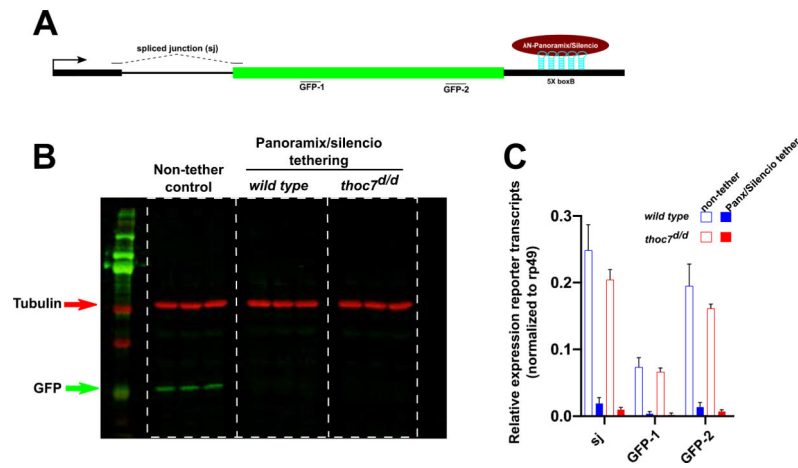 A
λN-Panoramix/Silencio
spliced junction (sj)
GFP-1
GFP-2
5X boxB
B
Panoramix/silencio
tethering
Non-tether
control
wild type
thoc7d/d
Tubulin
GFP
C
non-tether
Panx/Silencio tether
wild type
thoc7d/d
Relative expression reporter transcripts
(normalized to rp49)
0.3
0.2
0.1
0.0
sj
GFP-1
GFP-2